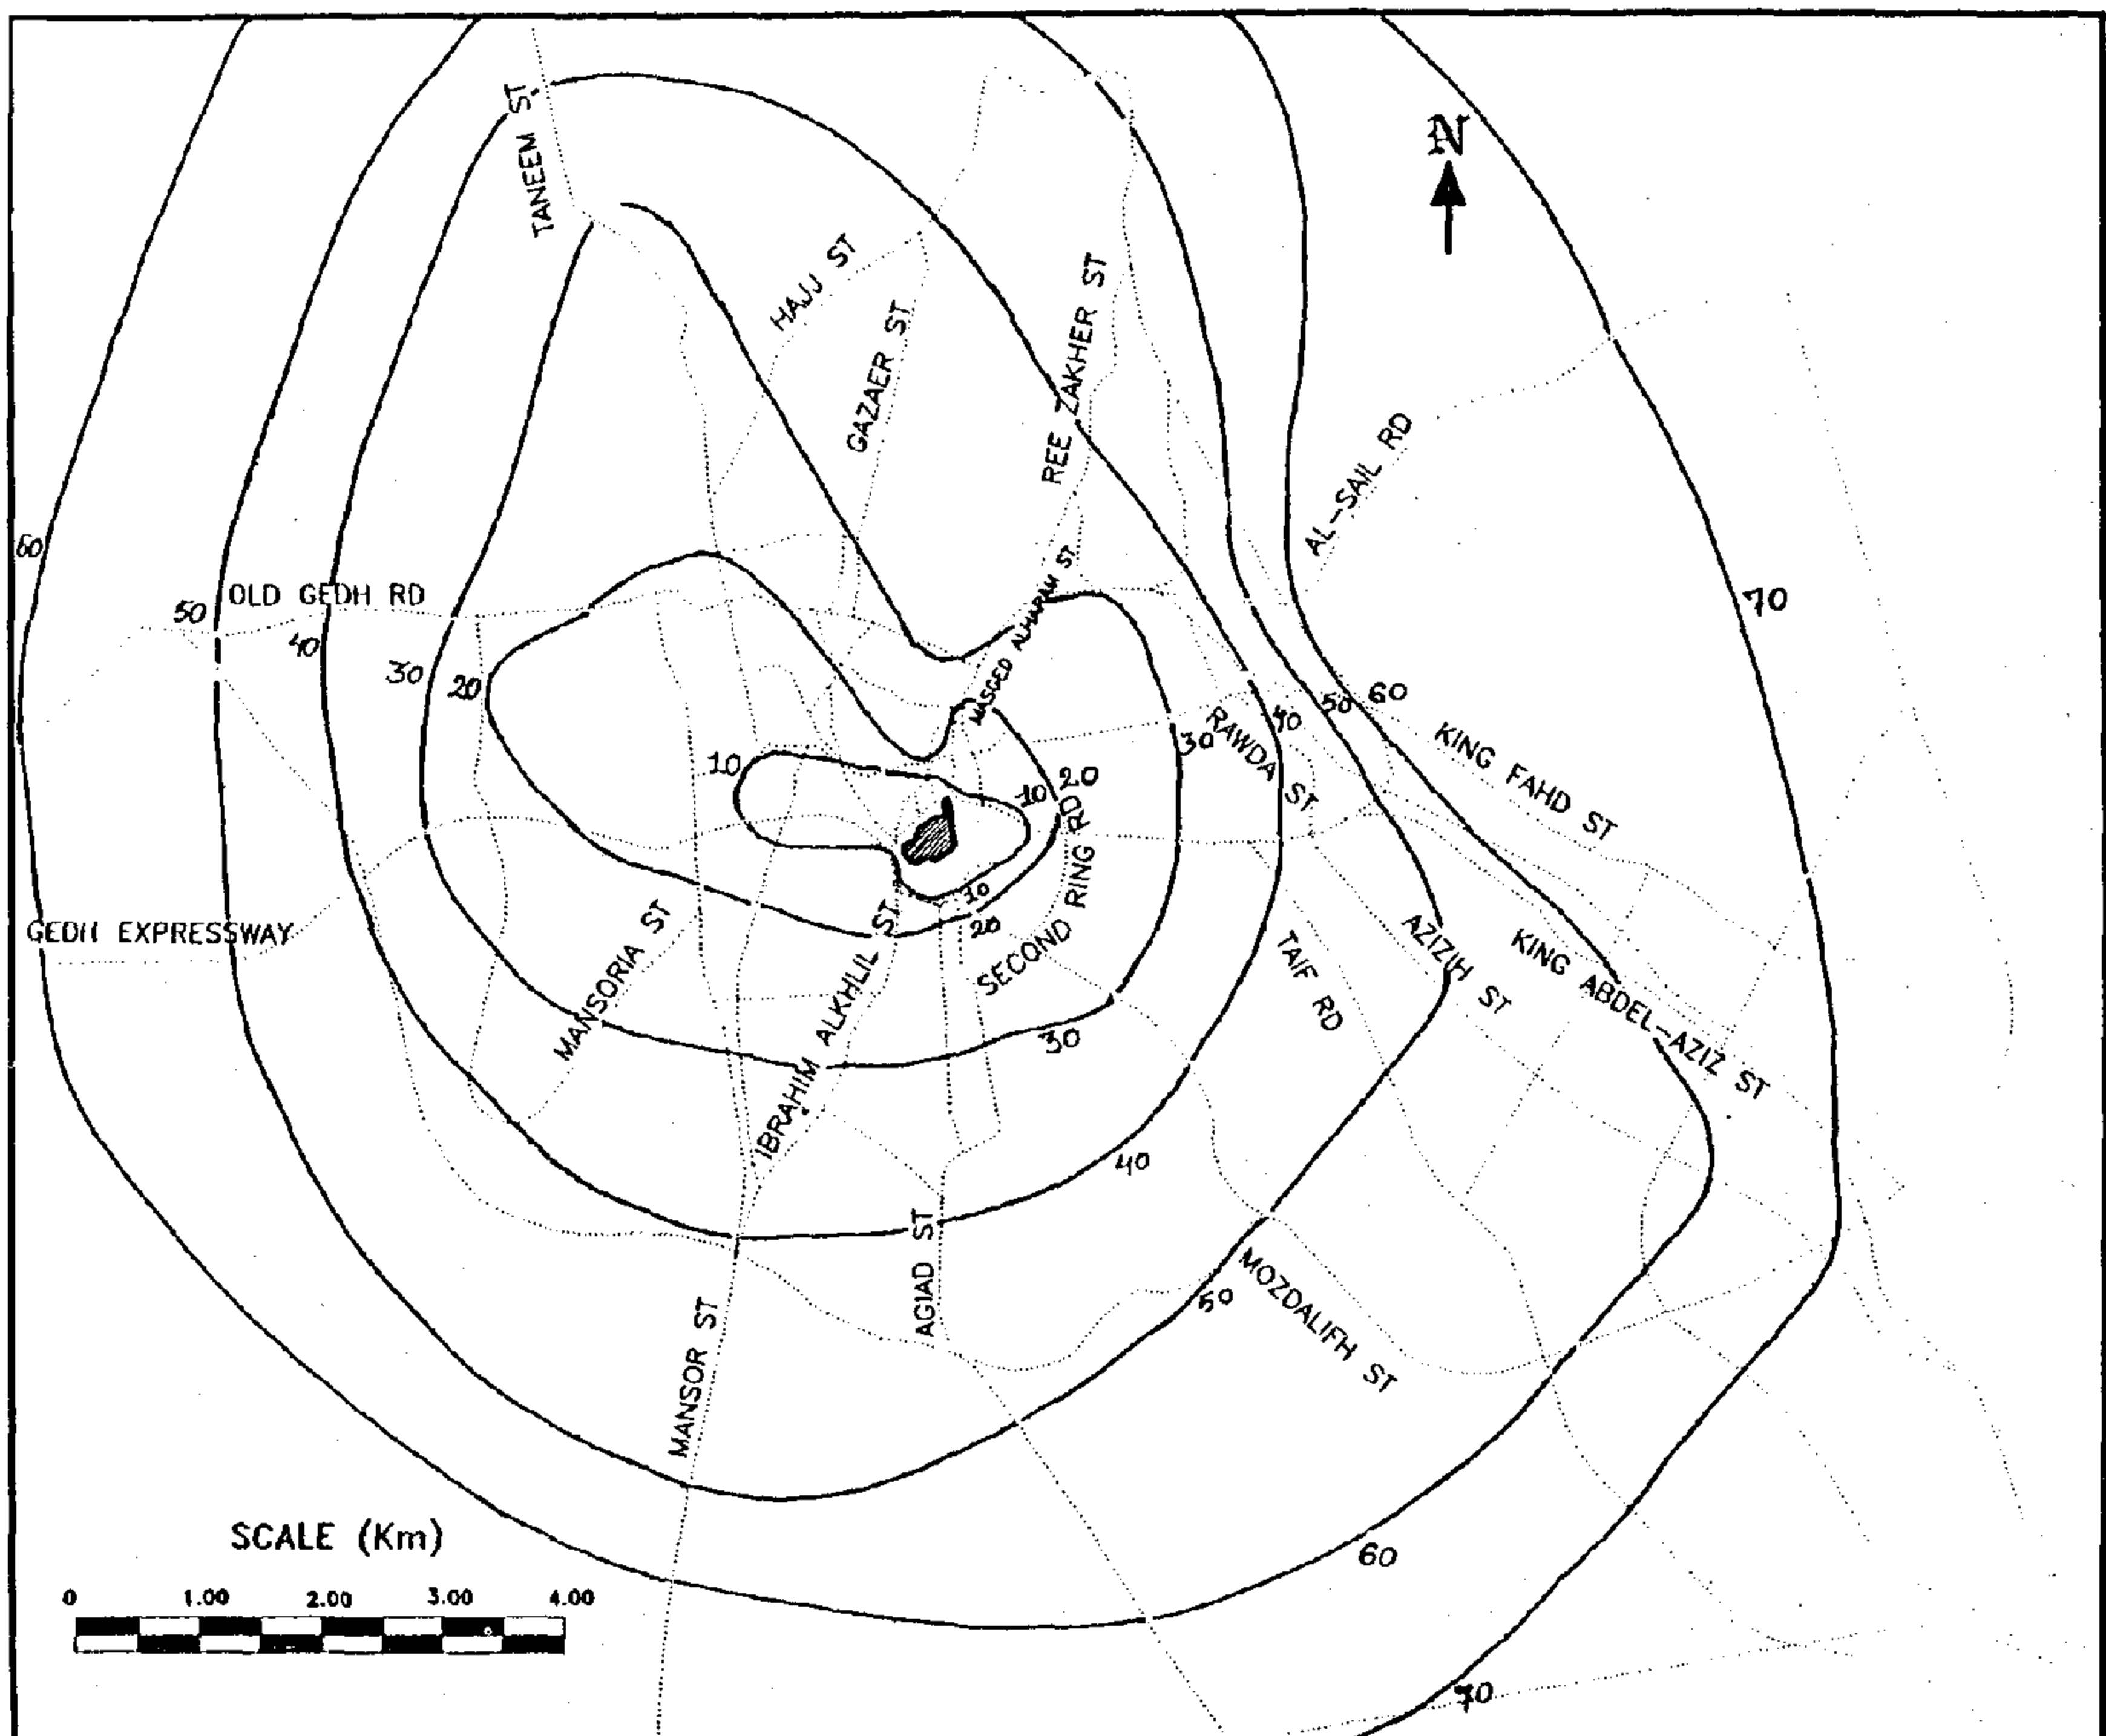 N
TANEEM ST
HAJJ ST
GAZAER ST
REE ZAKHER ST
AL-SAIL RD
60
OLD GEDH RD
50
40
30
20
MASGED ALHARAM ST
70
10
30
RAWDA ST
40
50
60
KING FAHD ST
20
10
SECOND RING RD
10
20
GEDH EXPRESSWAY
MANSORIA ST
IBRAHIM ALKHLIL ST
TAIF RD
AZIZIH ST
KING ABDEL-AZIZ ST
30
40
AGIAD ST
MANSOR ST
50
MOZDALIFH ST
60
70
SCALE (Km)
0 1.00 2.00 3.00 4.00